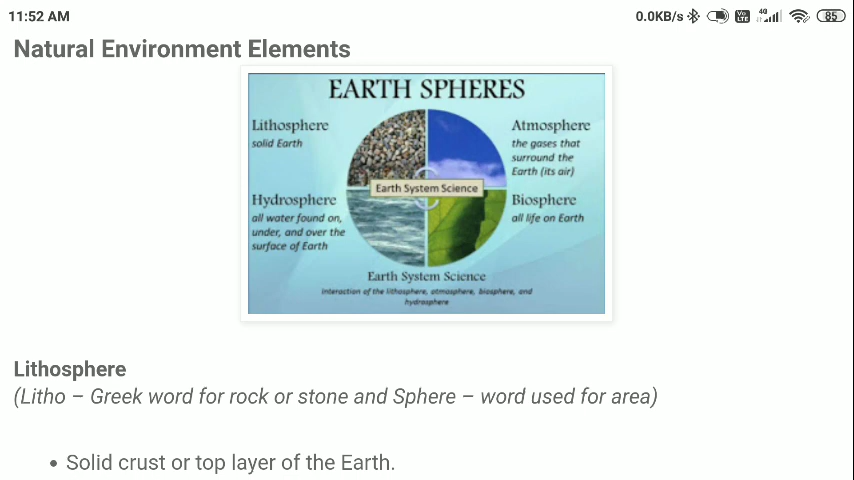 11:52 AM
0.0KB/s
4G
85
Natural Environment Elements
EARTH SPHERES
Lithosphere
solid Earth
Atmosphere
the gases that
surround the
Earth (its air)
Earth System Science
Hydrosphere
all water found on,
under, and over the
surface of Earth
Biosphere
all life on Earth
Earth System Science
Interaction of the lithosphere, atmosphere, biosphere, and
hydrosphere
Lithosphere
(Litho – Greek word for rock or stone and Sphere – word used for area)
• Solid crust or top layer of the Earth.